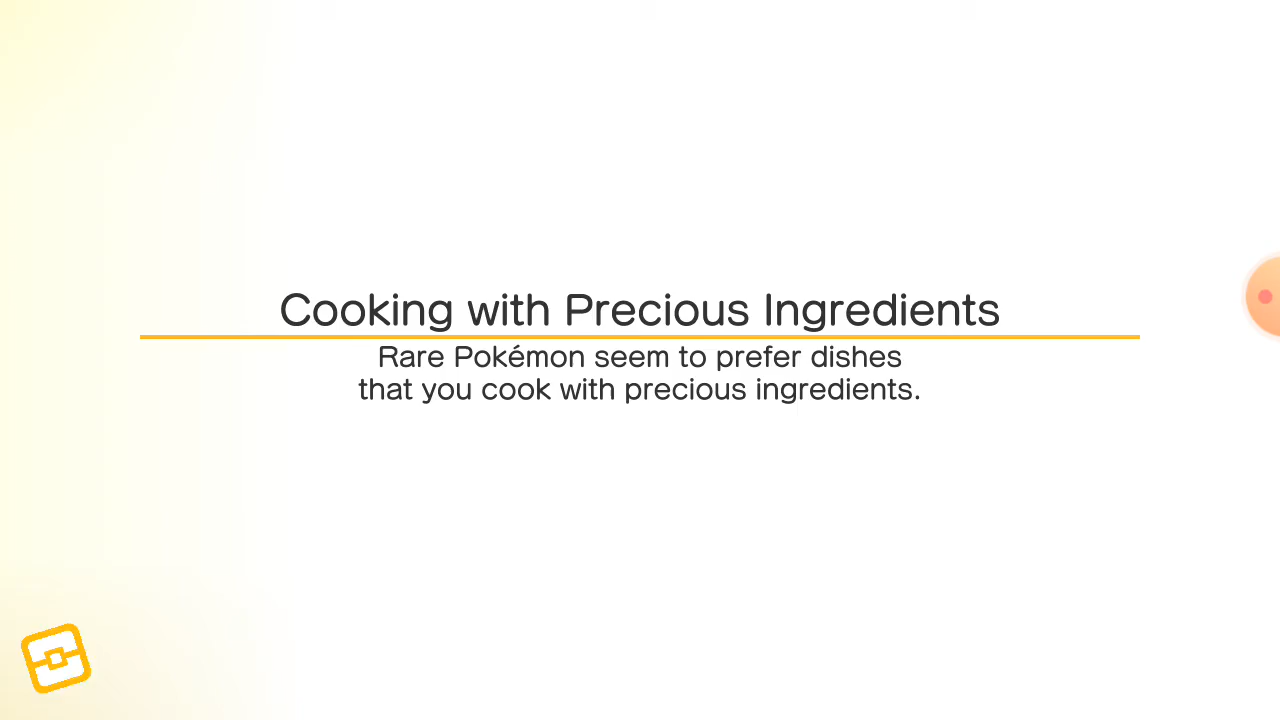 Cooking with Precious Ingredients
Rare Pokémon seem to prefer dishes
that you cook with precious ingredients.